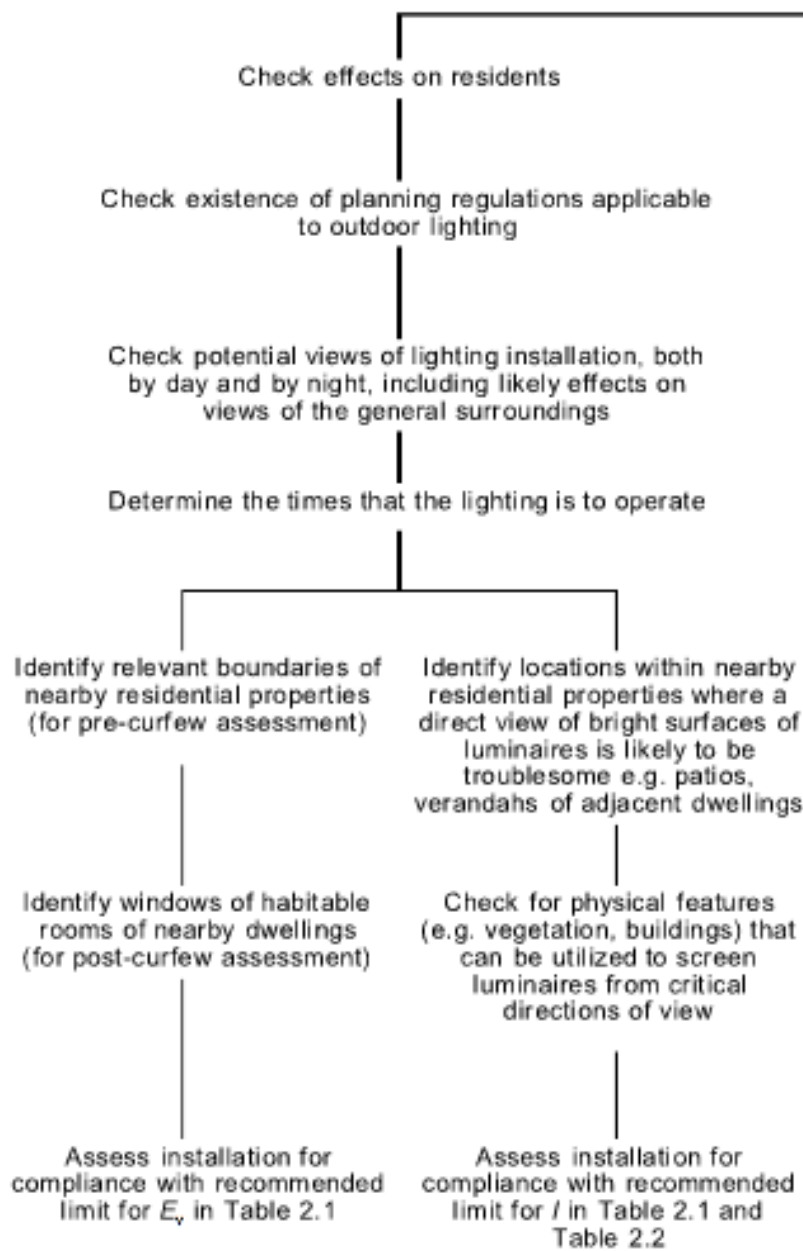 Check effects on residents
Check existence of planning regulations applicable
to outdoor lighting
Check potential views of lighting installation, both
by day and by night, including likely effects on
views of the general surroundings
Determine the times that the lighting is to operate
Identify relevant boundaries of
nearby residential properties
(for pre-curfew assessment)
Identify windows of habitable
rooms of nearby dwellings
(for post-curfew assessment)
Assess installation for
compliance with recommended
limit for Ev in Table 2.1
Identify locations within nearby
residential properties where a
direct view of bright surfaces of
luminaires is likely to be
troublesome e.g. patios,
verandahs of adjacent dwellings
Check for physical features
(e.g. vegetation, buildings) that
can be utilized to screen
luminaires from critical
directions of view
Assess installation for
compliance with recommended
limit for I in Table 2.1 and
Table 2.2